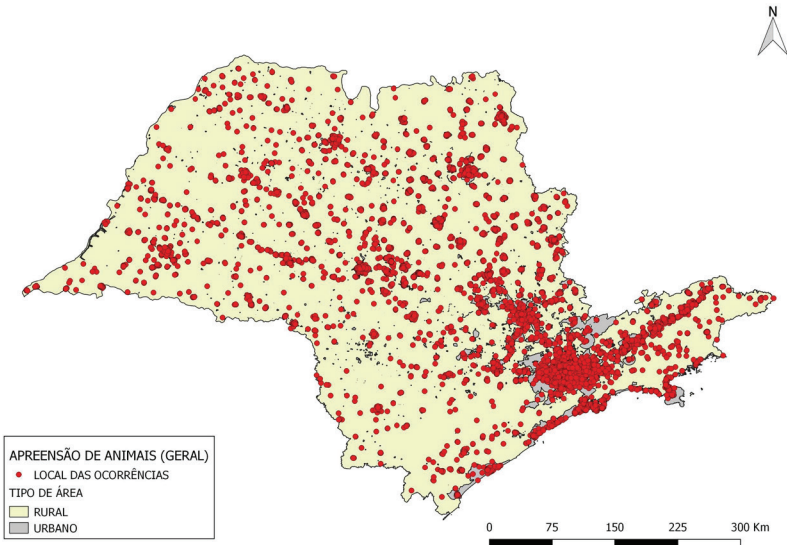 N
APREENSÃO DE ANIMAIS (GERAL)
LOCAL DAS OCORRÊNCIAS
TIPO DE ÁREA
RURAL
URBANO
0 75 150 225 300 Km